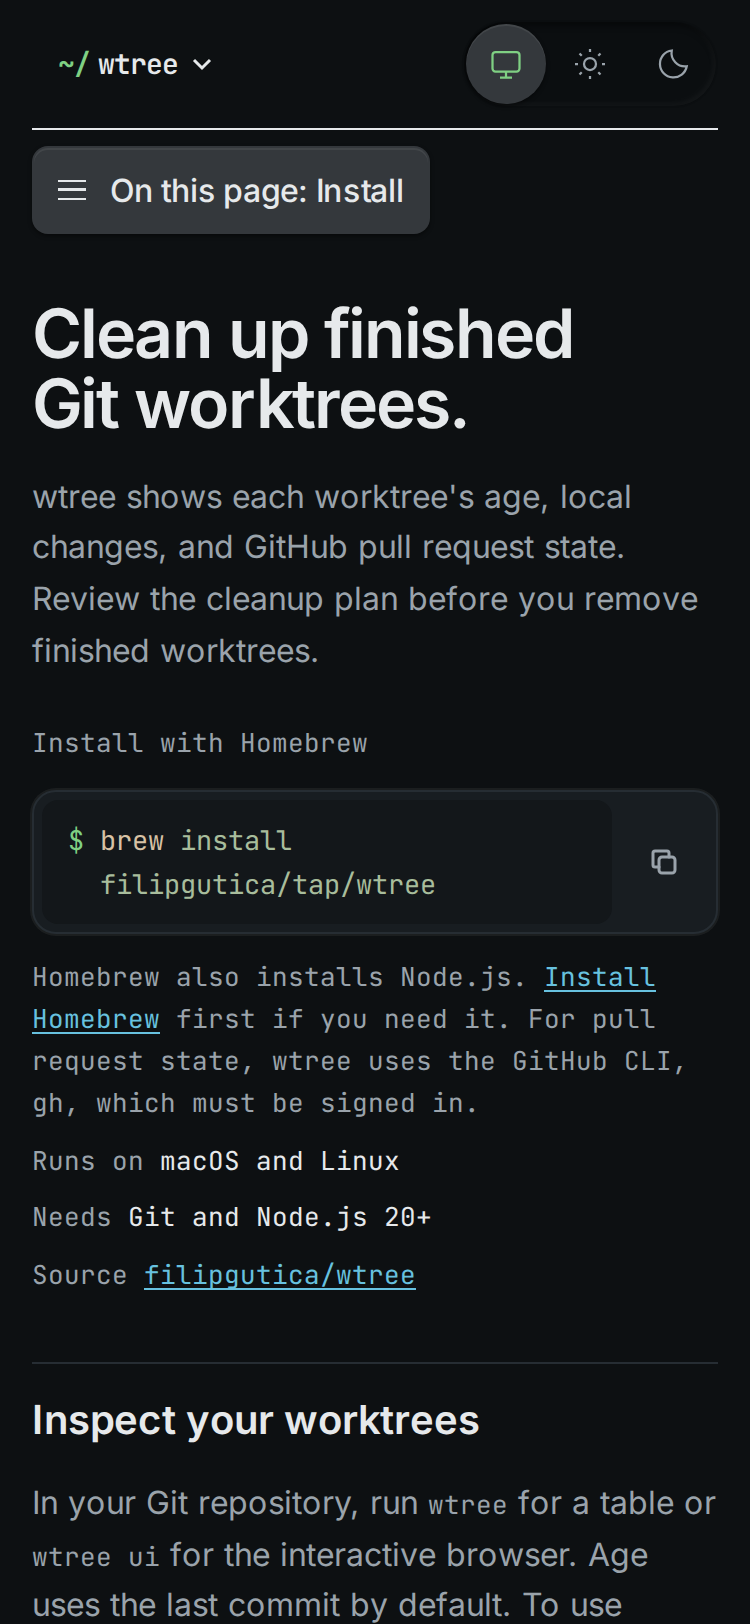 ~/ wtree
On this page: Install
Clean up finished
Git worktrees.
wtree shows each worktree's age, local
changes, and GitHub pull request state.
Review the cleanup plan before you remove
finished worktrees.
Install with Homebrew
$ brew install
filipgutica/tap/wtree
Homebrew also installs Node.js. Install
Homebrew first if you need it. For pull
request state, wtree uses the GitHub CLI,
gh, which must be signed in.
Runs on macOS and Linux
Needs Git and Node.js 20+
Source filipgutica/wtree
Inspect your worktrees
In your Git repository, run wtree for a table or
wtree ui for the interactive browser. Age
uses the last commit by default. To use